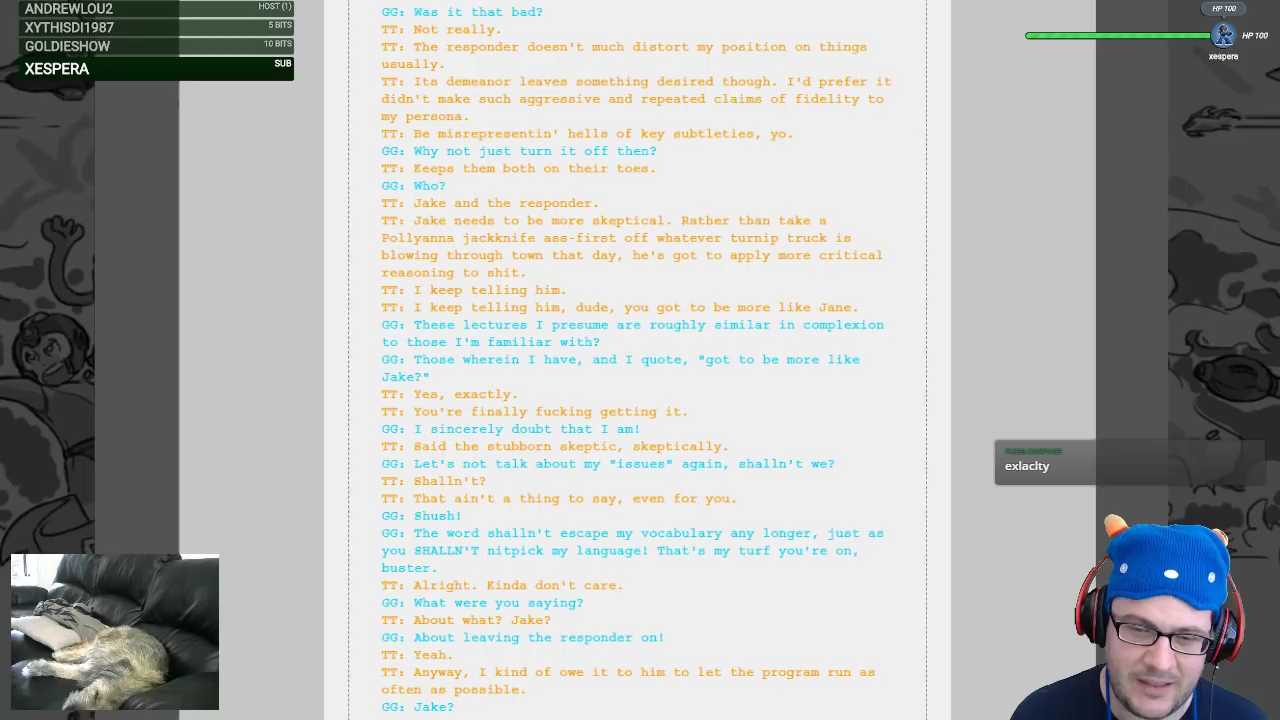 ANDREWLOU2 HOST (1)
XYTHISDI1987 5 BITS
GOLDIESHOW 10 BITS
XESPERA SUB
HP 100
HP 100
xespera
GG: Was it that bad?
TT: Not really.
TT: The responder doesn't much distort my position on things
usually.
TT: Its demeanor leaves something desired though. I'd prefer it
didn't make such aggressive and repeated claims of fidelity to
my persona.
TT: Be misrepresentin' hells of key subtleties, yo.
GG: Why not just turn it off then?
TT: Keeps them both on their toes.
GG: Who?
TT: Jake and the responder.
TT: Jake needs to be more skeptical. Rather than take a
Pollyanna jackknife ass-first off whatever turnip truck is
blowing through town that day, he's got to apply more critical
reasoning to shit.
TT: I keep telling him.
TT: I keep telling him, dude, you got to be more like Jane.
GG: These lectures I presume are roughly similar in complexion
to those I'm familiar with?
GG: Those wherein I have, and I quote, "got to be more like
Jake?"
TT: Yes, exactly.
TT: You're finally fucking getting it.
GG: I sincerely doubt that I am!
TT: Said the stubborn skeptic, skeptically.
GG: Let's not talk about my "issues" again, shalln't we?
TT: Shalln't?
TT: That ain't a thing to say, even for you.
GG: Shush!
GG: The word shalln't escape my vocabulary any longer, just as
you SHALLN'T nitpick my language! That's my turf you're on,
buster.
TT: Alright. Kinda don't care.
GG: What were you saying?
TT: About what? Jake?
GG: About leaving the responder on!
TT: Yeah.
TT: Anyway, I kind of owe it to him to let the program run as
often as possible.
GG: Jake?
exlaclty